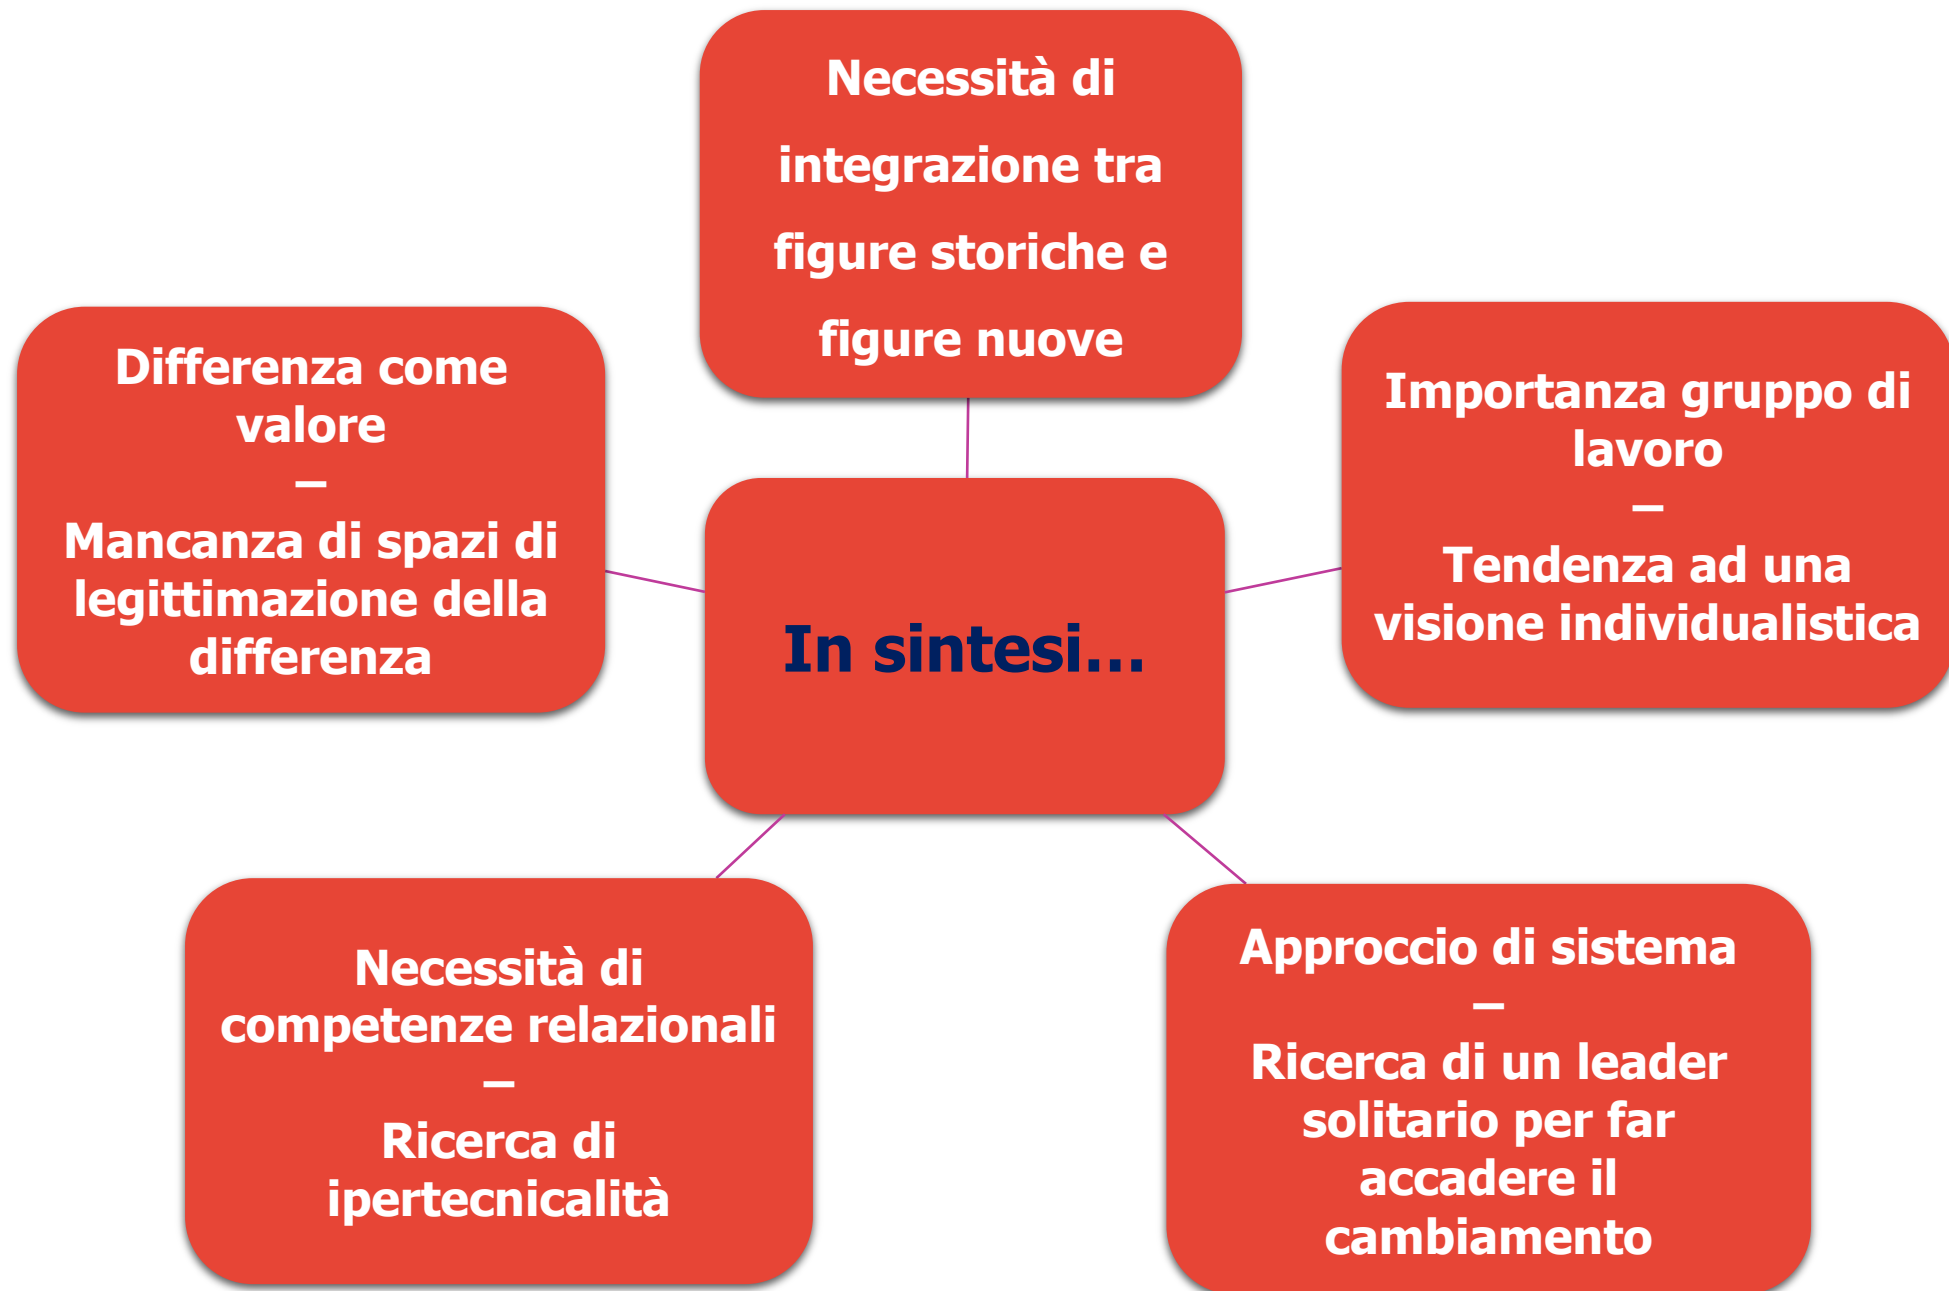 Necessità di
integrazione tra
figure storiche e
figure nuove
Differenza come
valore
–
Mancanza di spazi di
legittimazione della
differenza
Importanza gruppo di
lavoro
–
Tendenza ad una
visione individualistica
In sintesi...
Necessità di
competenze relazionali
–
Ricerca di
ipertecnicalità
Approccio di sistema
–
Ricerca di un leader
solitario per far
accadere il
cambiamento